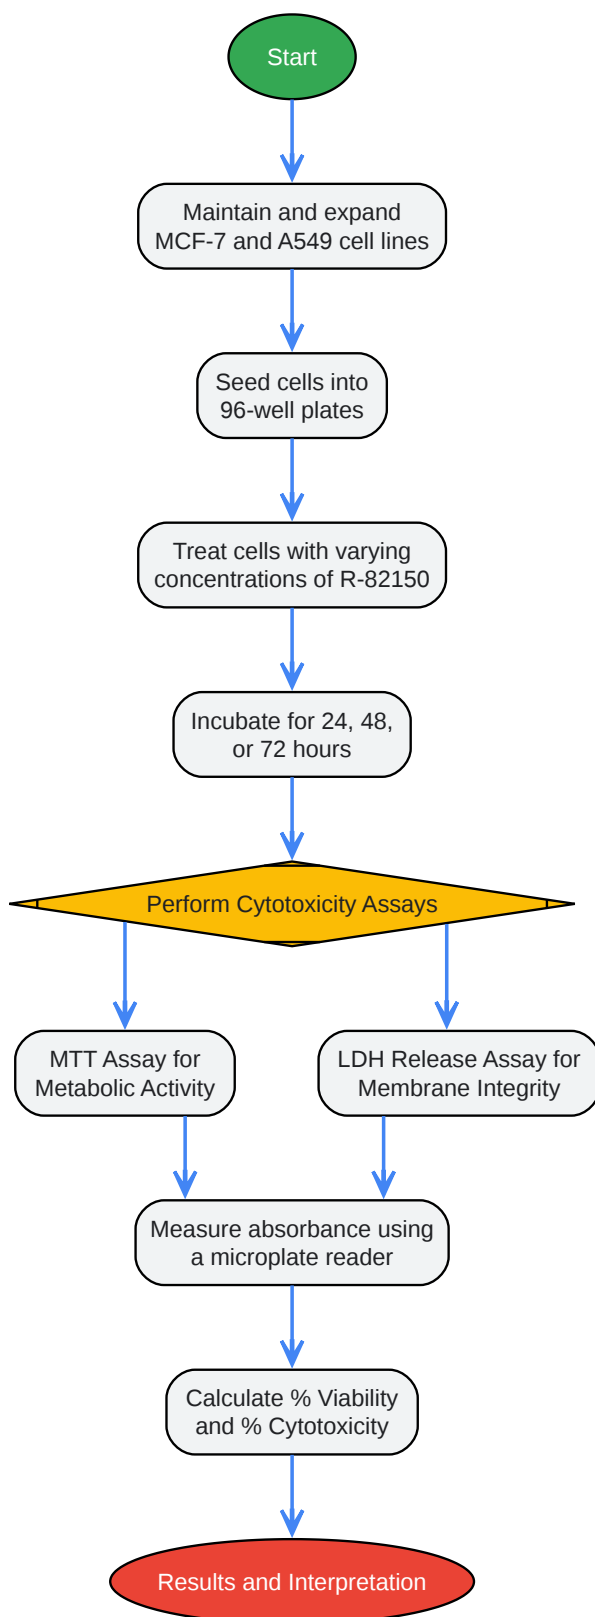 Start
Maintain and expand
MCF-7 and A549 cell lines
Seed cells into
96-well plates
Treat cells with varying
concentrations of R-82150
Incubate for 24, 48,
or 72 hours
Perform Cytotoxicity Assays
MTT Assay for
Metabolic Activity
LDH Release Assay for
Membrane Integrity
Measure absorbance using
a microplate reader
Calculate % Viability
and % Cytotoxicity
Results and Interpretation